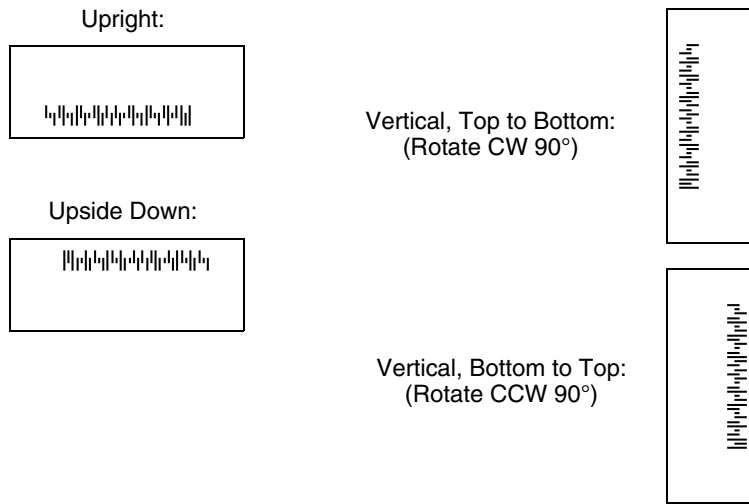 Upright:
Vertical, Top to Bottom:
(Rotate CW 90°)
Upside Down:
Vertical, Bottom to Top:
(Rotate CCW 90°)